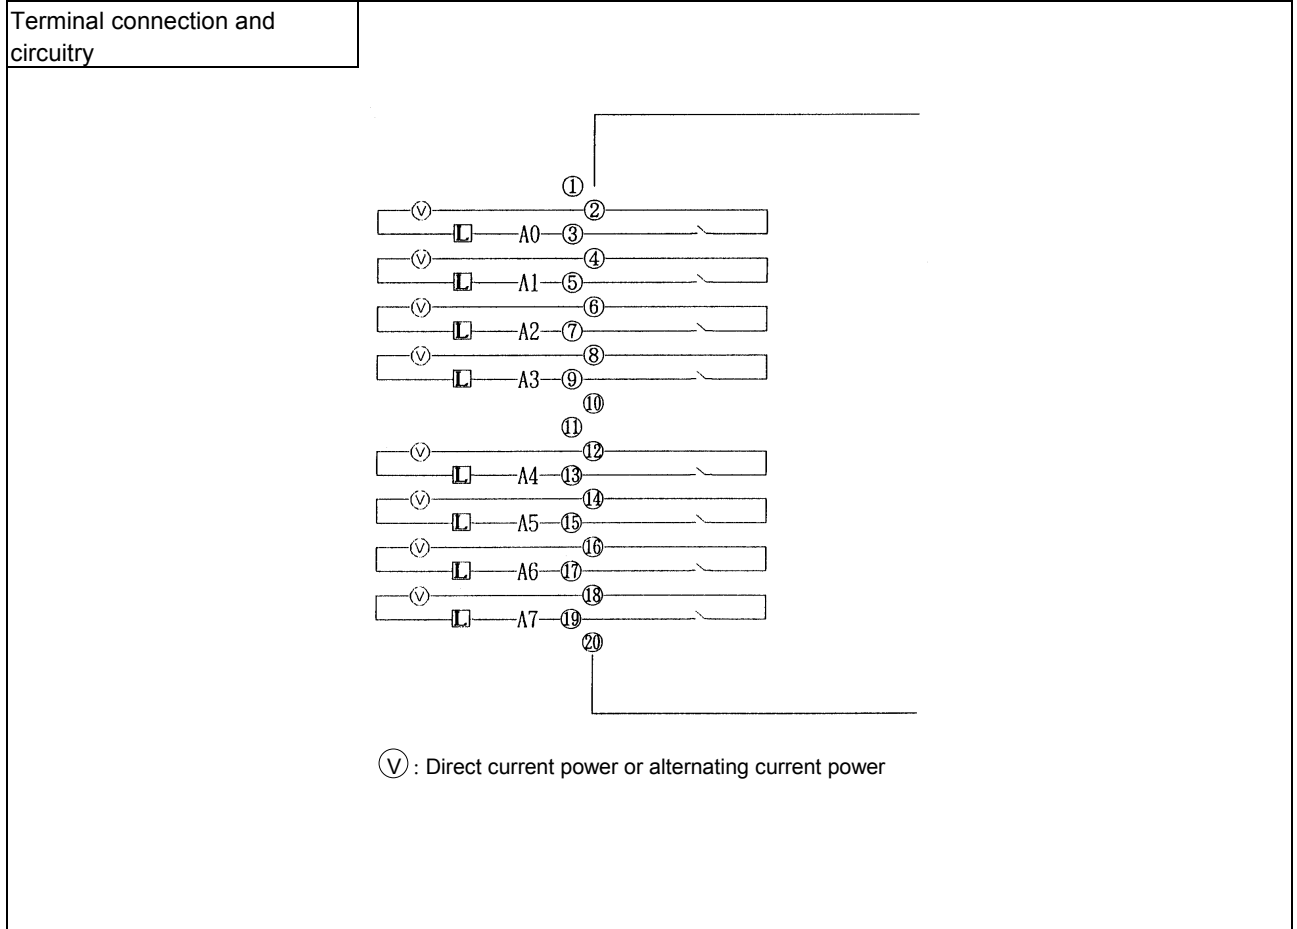 Terminal connection and
circuitry
①
Ⓥ ②
L A0 ③
Ⓥ ④
L A1 ⑤
Ⓥ ⑥
L A2 ⑦
Ⓥ ⑧
L A3 ⑨
⑩
⑪
Ⓥ ⑫
L A4 ⑬
Ⓥ ⑭
L A5 ⑮
Ⓥ ⑯
L A6 ⑰
Ⓥ ⑱
L A7 ⑲
⑳
Ⓥ : Direct current power or alternating current power